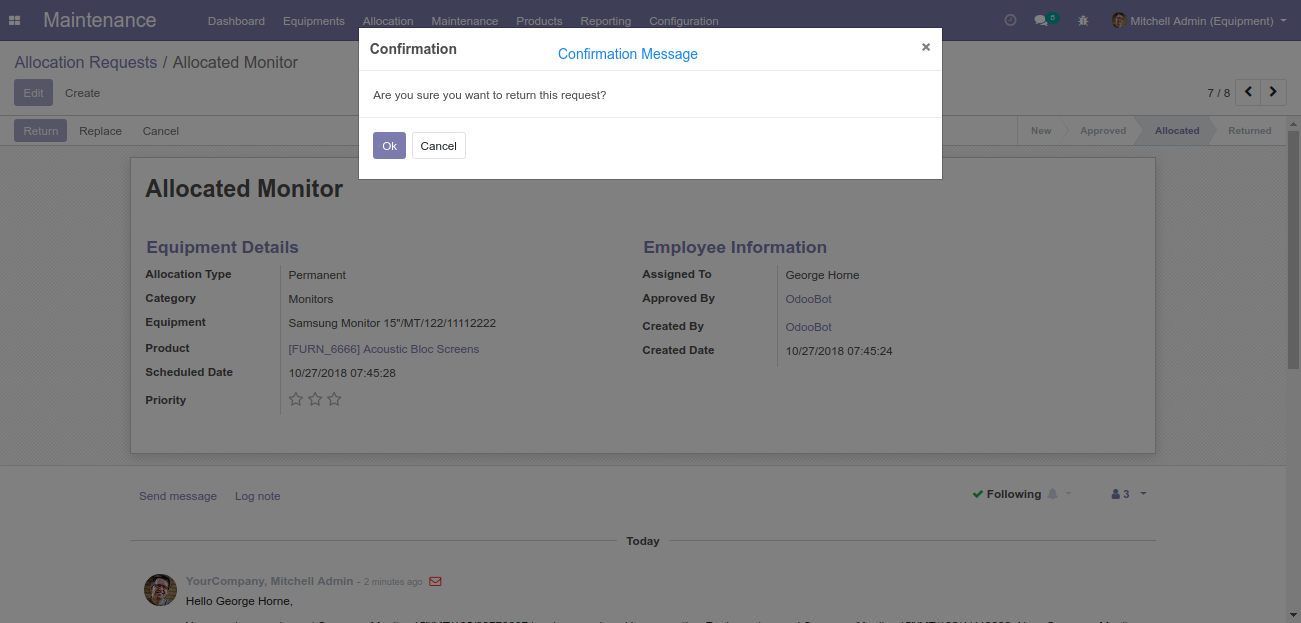 Maintenance Dashboard Equipments Allocation Maintenance Products Reporting Configuration 5 Mitchell Admin (Equipment)
Confirmation Confirmation Message ×
Allocation Requests / Allocated Monitor
Edit Create 7 / 8
Are you sure you want to return this request?
Return Replace Cancel New Approved Allocated Returned
Ok Cancel
Allocated Monitor
Equipment Details Employee Information
Allocation Type Permanent Assigned To George Horne
Category Monitors Approved By OdooBot
Equipment Samsung Monitor 15"/MT/122/11112222 Created By OdooBot
Product [FURN_6666] Acoustic Bloc Screens Created Date 10/27/2018 07:45:24
Scheduled Date 10/27/2018 07:45:28
Priority
Send message Log note Following 3
Today
YourCompany, Mitchell Admin - 2 minutes ago
Hello George Horne,